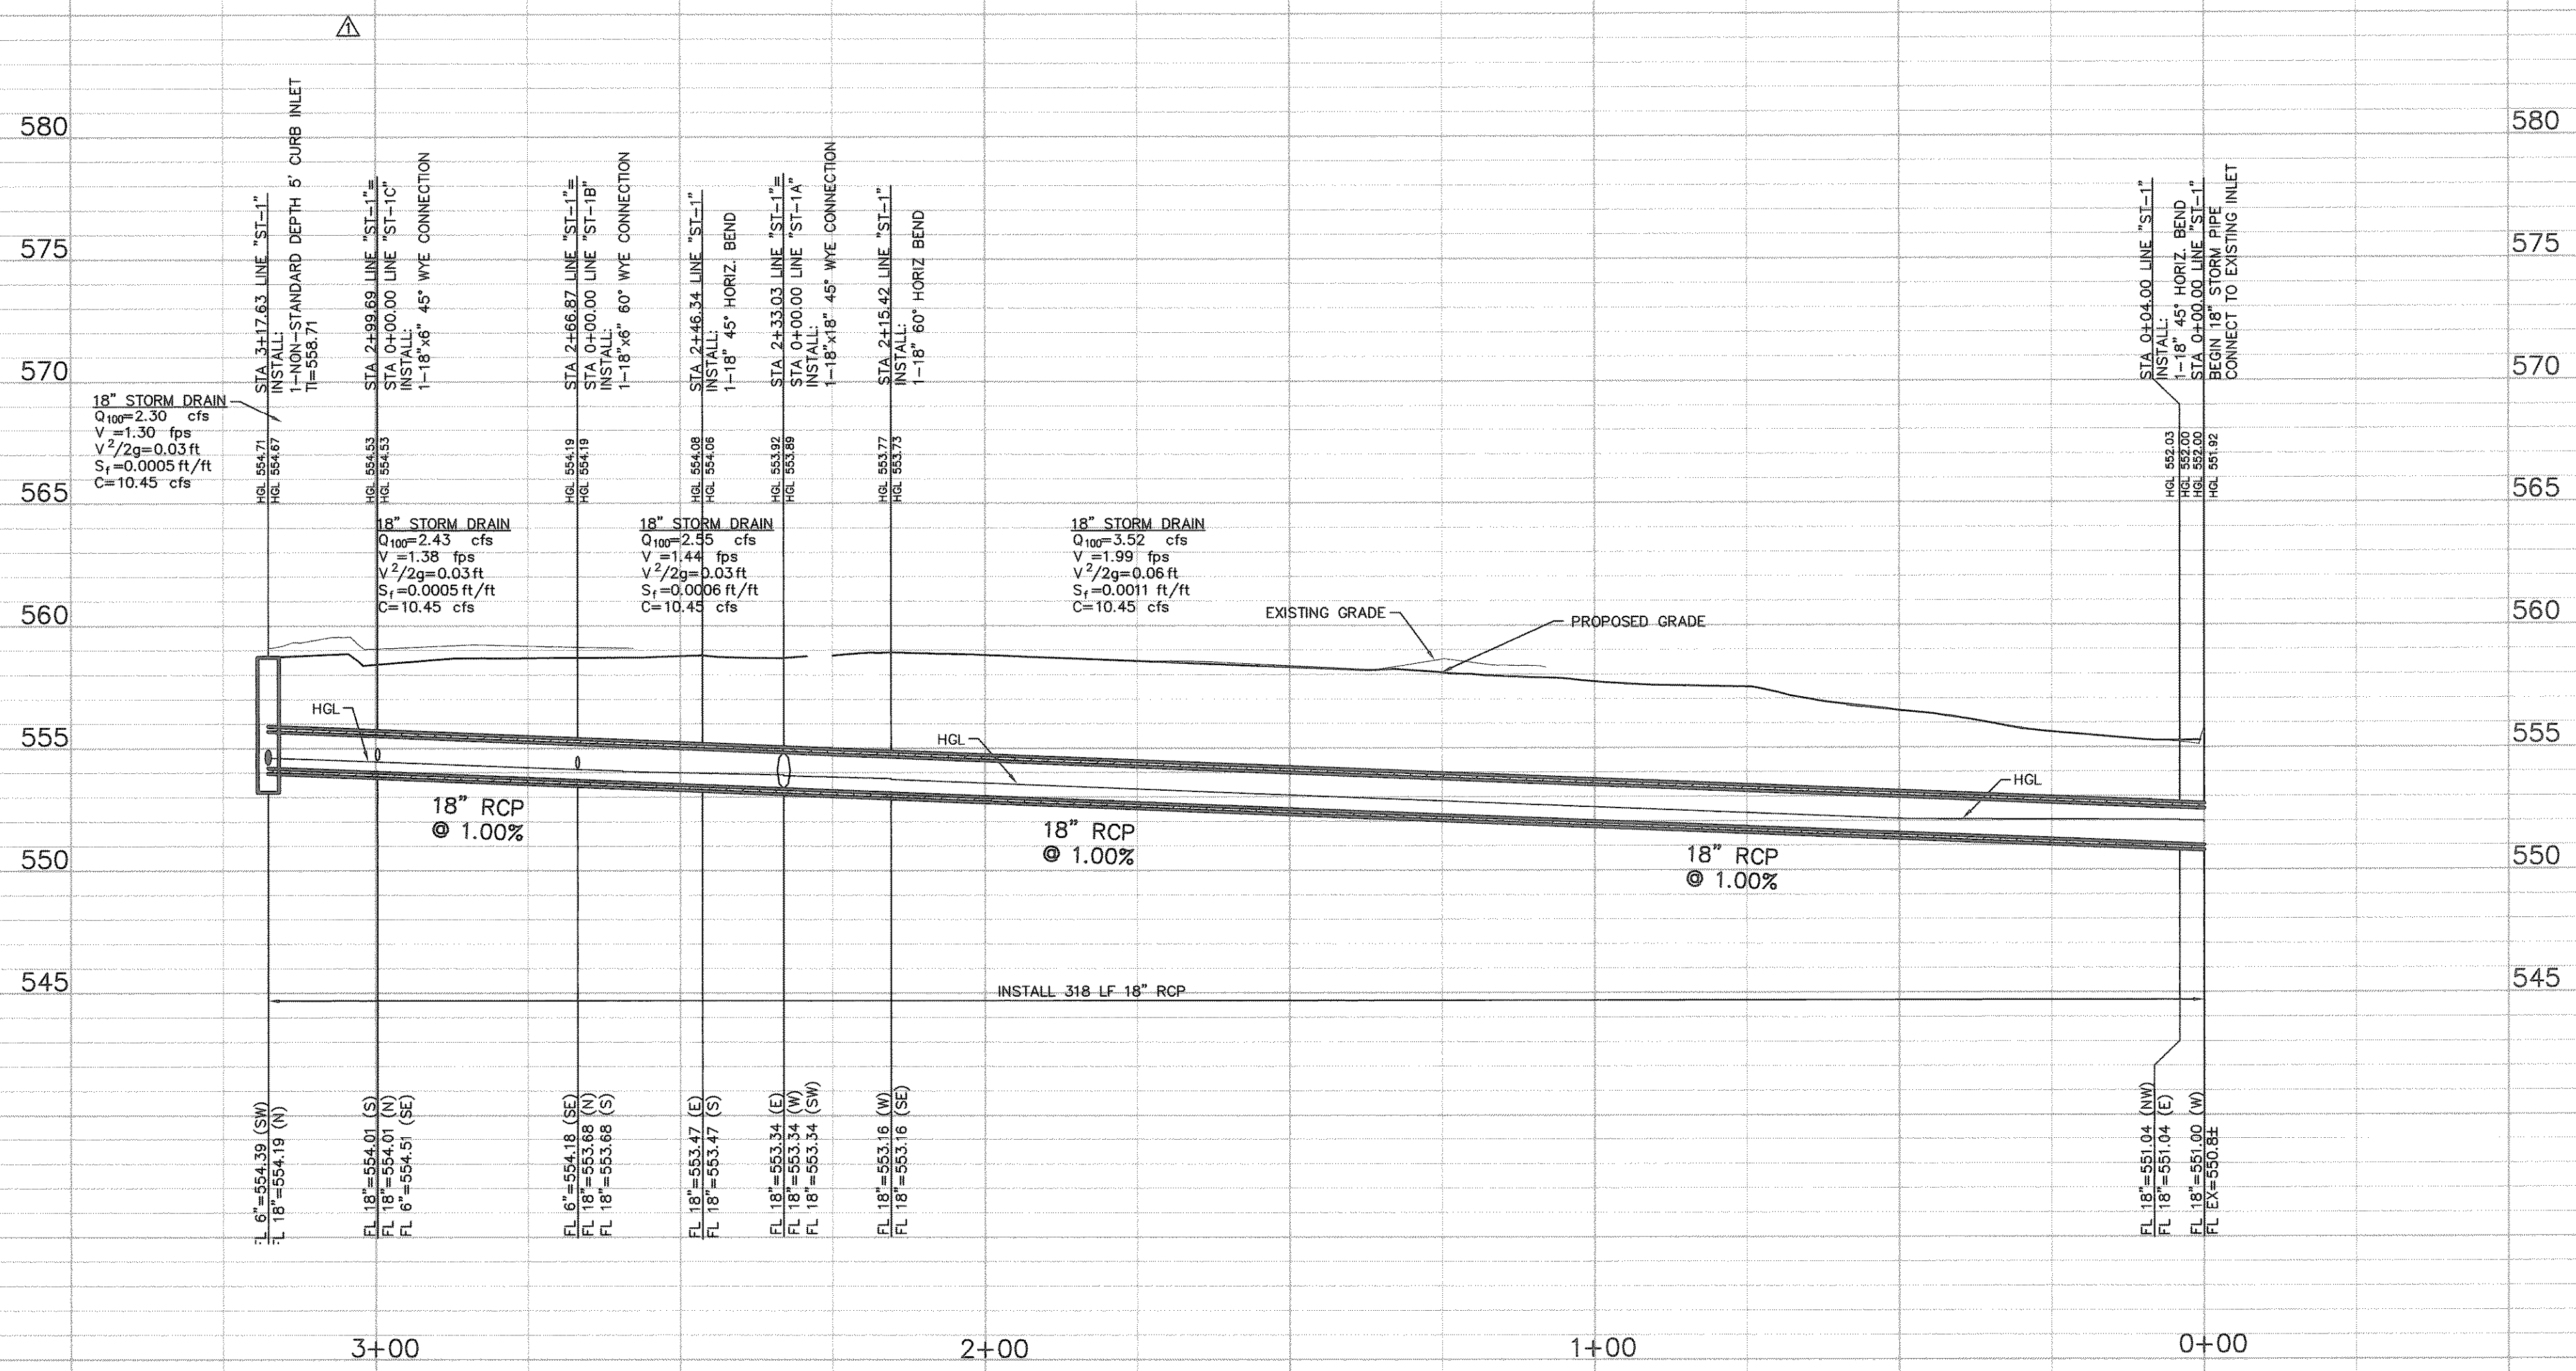 1
580
575
570
565
560
555
550
545
STA 3+17.63 LINE "ST-1"
INSTALL:
1-NON-STANDARD DEPTH 5' CURB INLET
TI=558.71
STA 2+99.69 LINE "ST-1"=
STA 0+00.00 LINE "ST-1C"
INSTALL:
1-18"x6" 45° WYE CONNECTION
STA 2+66.87 LINE "ST-1"=
STA 0+00.00 LINE "ST-1B"
INSTALL:
1-18"x6" 60° WYE CONNECTION
STA 2+46.34 LINE "ST-1"
INSTALL:
1-18" 45° HORIZ. BEND
STA 2+33.03 LINE "ST-1"=
STA 0+00.00 LINE "ST-1A"
INSTALL:
1-18"x18" 45° WYE CONNECTION
STA 2+15.42 LINE "ST-1"
INSTALL:
1-18" 60° HORIZ BEND
STA 0+04.00 LINE "ST-1"
INSTALL:
1-18" 45° HORIZ. BEND
STA 0+00.00 LINE "ST-1"
BEGIN 18" STORM PIPE
CONNECT TO EXISTING INLET
580
575
570
565
560
555
550
545
18" STORM DRAIN
Q100=2.30 cfs
V =1.30 fps
V²/2g=0.03 ft
Sf=0.0005 ft/ft
C=10.45 cfs
HGL 554.71
HGL 554.67
HGL 554.53
HGL 554.53
HGL 554.19
HGL 554.19
HGL 554.08
HGL 554.06
HGL 553.92
HGL 553.89
HGL 553.77
HGL 553.73
HGL 552.03
HGL 552.00
HGL 552.00
HGL 551.92
18" STORM DRAIN
Q100=2.43 cfs
V =1.38 fps
V²/2g=0.03 ft
Sf=0.0005 ft/ft
C=10.45 cfs
18" STORM DRAIN
Q100=2.55 cfs
V =1.44 fps
V²/2g=0.03 ft
Sf=0.0006 ft/ft
C=10.45 cfs
18" STORM DRAIN
Q100=3.52 cfs
V =1.99 fps
V²/2g=0.06 ft
Sf=0.0011 ft/ft
C=10.45 cfs
EXISTING GRADE
PROPOSED GRADE
HGL
HGL
HGL
18" RCP
@ 1.00%
18" RCP
@ 1.00%
18" RCP
@ 1.00%
INSTALL 318 LF 18" RCP
FL 6"=554.39 (SW)
FL 18"=554.19 (N)
FL 18"=554.01 (S)
FL 18"=554.01 (N)
FL 6"=554.51 (SE)
FL 6"=554.18 (SE)
FL 18"=553.68 (N)
FL 18"=553.68 (S)
FL 18"=553.47 (E)
FL 18"=553.47 (S)
FL 18"=553.34 (E)
FL 18"=553.34 (W)
FL 18"=553.34 (SW)
FL 18"=553.16 (W)
FL 18"=553.16 (SE)
FL 18"=551.04 (NW)
FL 18"=551.04 (E)
FL 18"=551.00 (W)
FL EX=550.8±
3+00
2+00
1+00
0+00